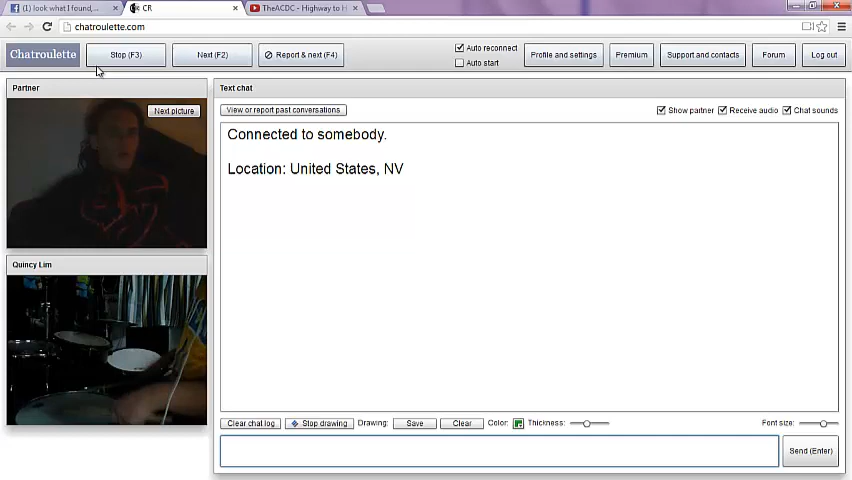 (1) look what I found,...
CR
TheACDC - Highway to H
chatroulette.com
Chatroulette
Stop (F3)
Next (F2)
Report & next (F4)
Auto reconnect
Auto start
Profile and settings
Premium
Support and contacts
Forum
Log out
Partner
Next picture
Quincy Lim
Text chat
View or report past conversations
Show partner
Receive audio
Chat sounds
Connected to somebody.
Location: United States, NV
Clear chat log
Stop drawing
Drawing:
Save
Clear
Color:
Thickness:
Font size:
Send (Enter)